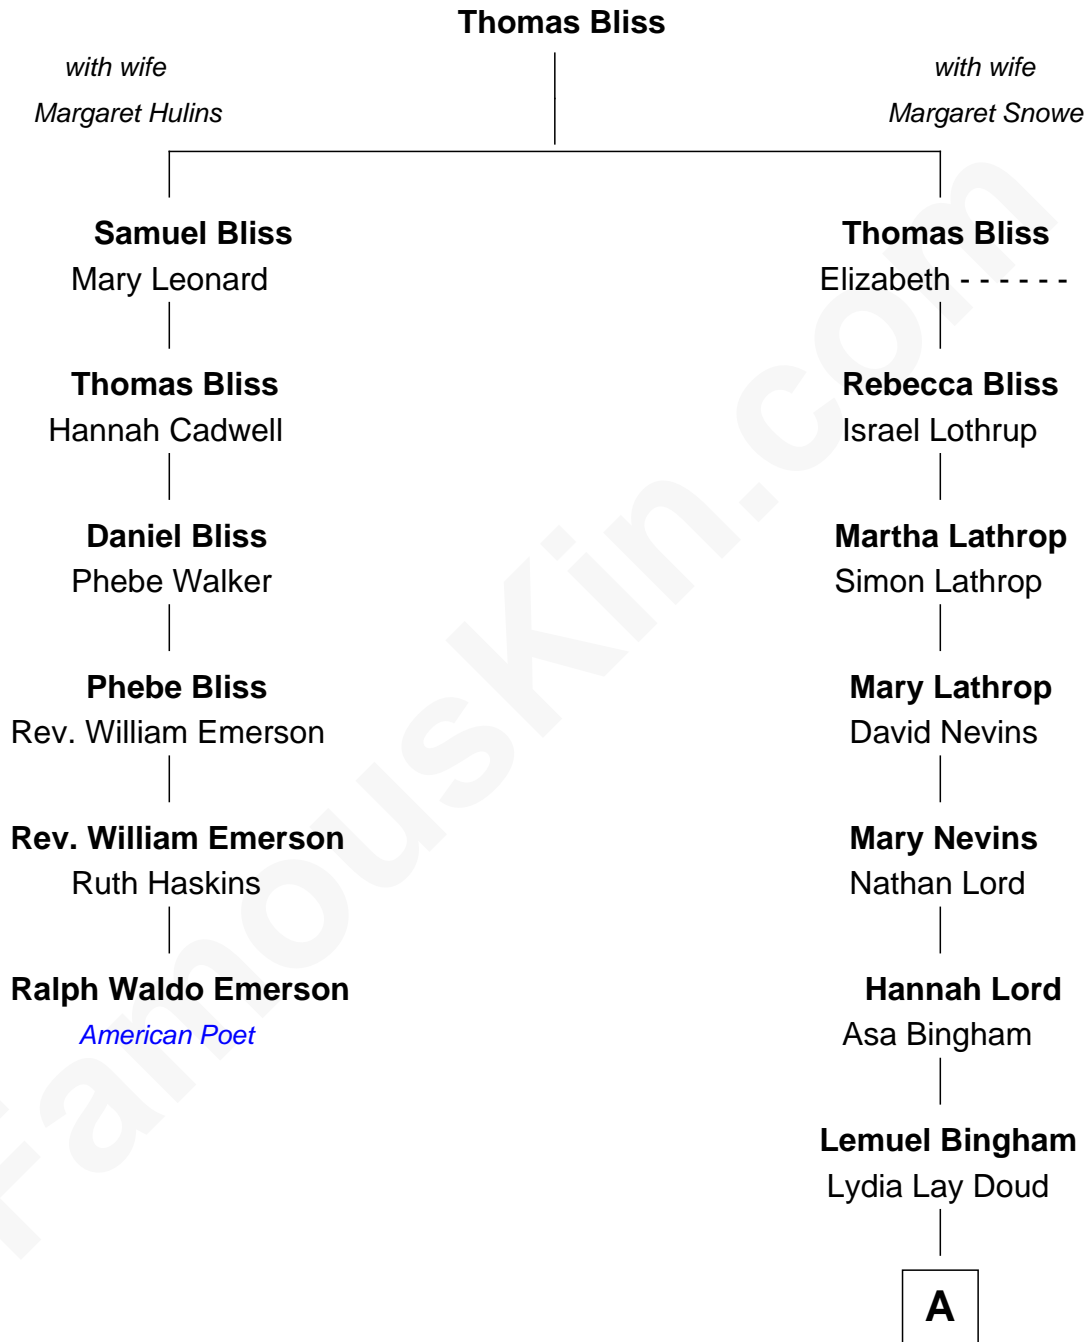 Thomas Bliss
with wife
Margaret Hulins
with wife
Margaret Snowe
Samuel Bliss
Mary Leonard
Thomas Bliss
Elizabeth - - - - - -
Thomas Bliss
Hannah Cadwell
Rebecca Bliss
Israel Lothrup
Daniel Bliss
Phebe Walker
Martha Lathrop
Simon Lathrop
Phebe Bliss
Rev. William Emerson
Mary Lathrop
David Nevins
Rev. William Emerson
Ruth Haskins
Mary Nevins
Nathan Lord
Ralph Waldo Emerson
American Poet
Hannah Lord
Asa Bingham
Lemuel Bingham
Lydia Lay Doud
A
FamousKin.com